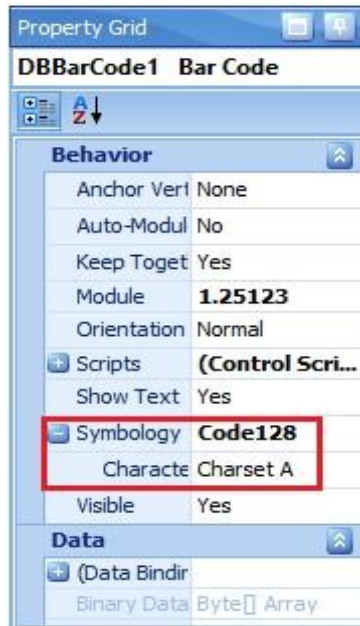 Property Grid
DBBarCode1 Bar Code
A
Z
Behavior
Anchor Vert None
Auto-Modul No
Keep Toget Yes
Module 1.25123
Orientation Normal
Scripts (Control Scri...
Show Text Yes
Symbology Code128
Characte Charset A
Visible Yes
Data
(Data Bindir
Binary Data Byte[] Array